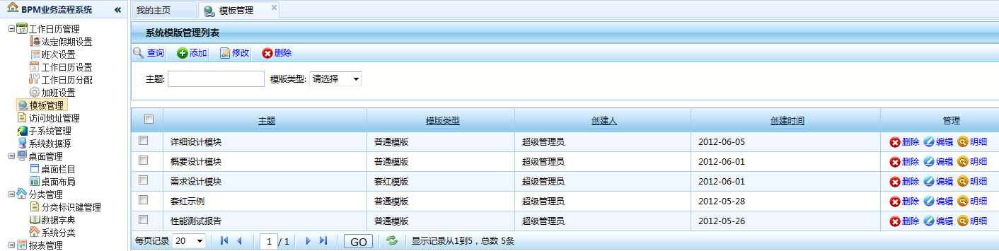 BPM业务流程系统 «
工作日历管理
法定假期设置
班次设置
工作日历设置
工作日历分配
加班设置
模板管理
访问地址管理
子系统管理
系统数据源
桌面管理
桌面栏目
桌面布局
分类管理
分类标识键管理
数据字典
系统分类
报表管理
我的主页 模板管理
系统模版管理列表
查询 添加 修改 删除
主题: 模版类型: 请选择
主题 模版类型 创建人 创建时间 管理
详细设计模块 普通模版 超级管理员 2012-06-05 删除 编辑 明细
概要设计模块 普通模版 超级管理员 2012-06-01 删除 编辑 明细
需求设计模块 套红模版 超级管理员 2012-06-01 删除 编辑 明细
套红示例 普通模版 超级管理员 2012-05-28 删除 编辑 明细
性能测试报告 普通模版 超级管理员 2012-05-26 删除 编辑 明细
每页记录 20 1 / 1 GO 显示记录从1到5，总数 5条